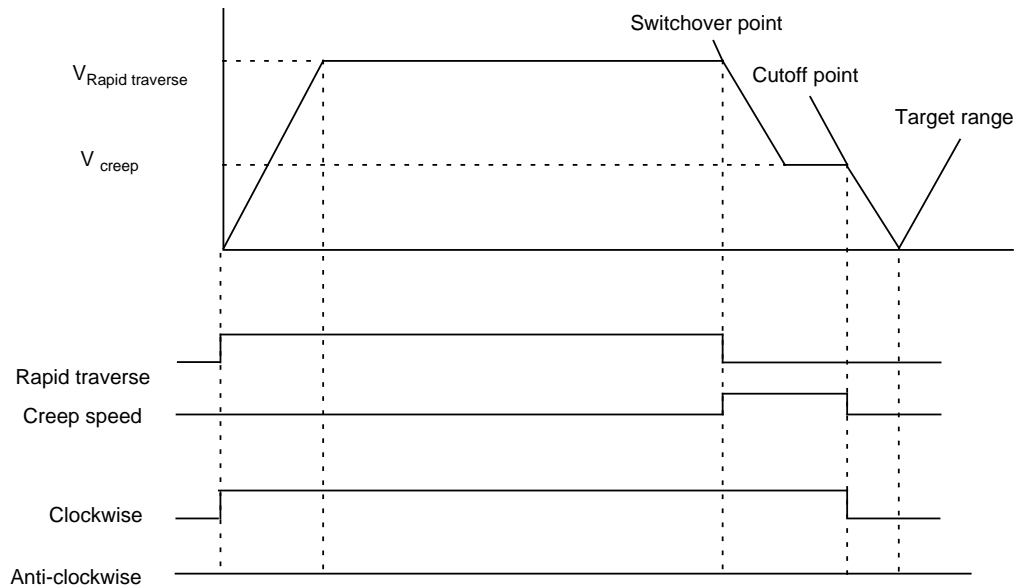 Switchover point
V Rapid traverse
Cutoff point
Target range
V creep
Rapid traverse
Creep speed
Clockwise
Anti-clockwise